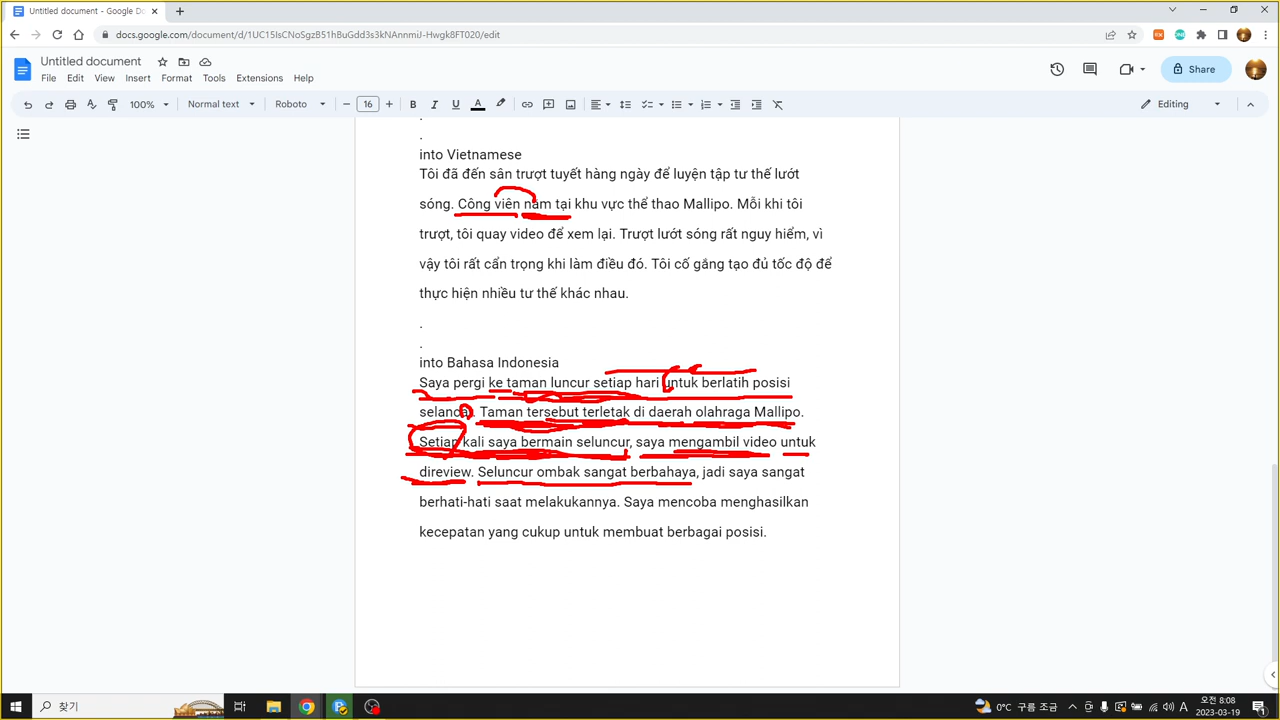 Untitled document - Google Do
docs.google.com/document/d/1UC15IsCNoSgzB51hBuGdd3s3kNAnnmiJ-Hwgk8FT020/edit
Untitled document
File Edit View Insert Format Tools Extensions Help
Share
100% Normal text Roboto 16 B I U A Editing
.
.
into Vietnamese
Tôi đã đến sân trượt tuyết hàng ngày để luyện tập tư thế lướt
sóng. Công viên nằm tại khu vực thể thao Mallipo. Mỗi khi tôi
trượt, tôi quay video để xem lại. Trượt lướt sóng rất nguy hiểm, vì
vậy tôi rất cẩn trọng khi làm điều đó. Tôi cố gắng tạo đủ tốc độ để
thực hiện nhiều tư thế khác nhau.
.
.
into Bahasa Indonesia
Saya pergi ke taman luncur setiap hari untuk berlatih posisi
selancar. Taman tersebut terletak di daerah olahraga Mallipo.
Setiap kali saya bermain seluncur, saya mengambil video untuk
direview. Seluncur ombak sangat berbahaya, jadi saya sangat
berhati-hati saat melakukannya. Saya mencoba menghasilkan
kecepatan yang cukup untuk membuat berbagai posisi.
찾기
0°C 구름 조금
A
오전 8:08
2023-03-19